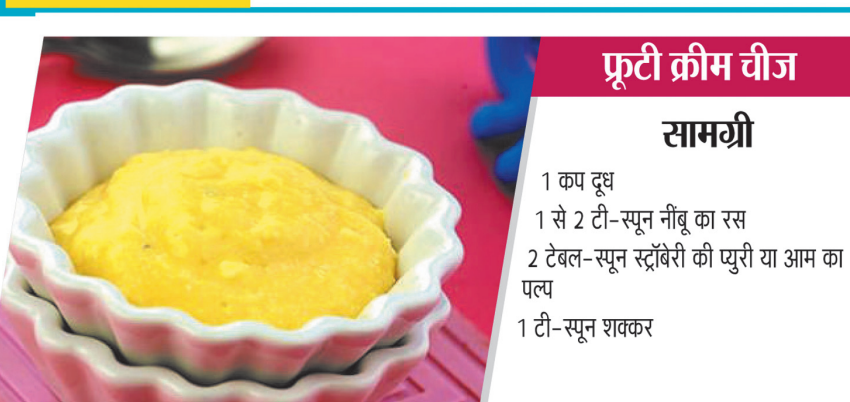 फ्रूटी क्रीम चीज
सामग्री
1 कप दूध
1 से 2 टी-स्पून नींबू का रस
2 टेबल-स्पून स्ट्रॉबेरी की प्युरी या आम का
पल्प
1 टी-स्पून शक्कर